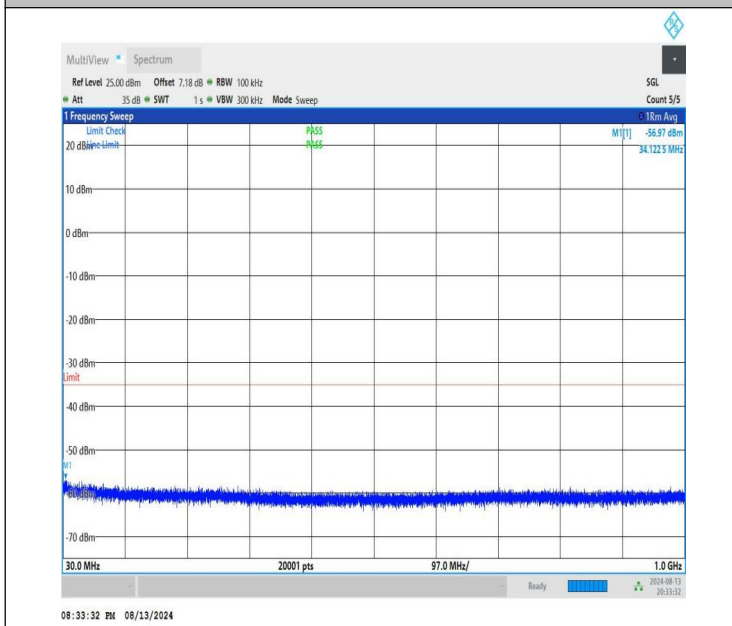 MultiView Spectrum
Ref Level 25.00 dBm Offset 7.18 dB RBW 100 kHz SGL
Att 35 dB SWT 1 s VBW 300 kHz Mode Sweep Count 5/5
1 Frequency Sweep 1Rm Avg
Limit Check PASS M1[1] -56.97 dBm
20 dBm Line Limit PASS 34.122 5 MHz
10 dBm
0 dBm
-10 dBm
-20 dBm
-30 dBm
Limit
-40 dBm
-50 dBm
M1
-70 dBm
30.0 MHz 20001 pts 97.0 MHz/ 1.0 GHz
Ready 2024-08-13
20:33:32
08:33:32 PM 08/13/2024